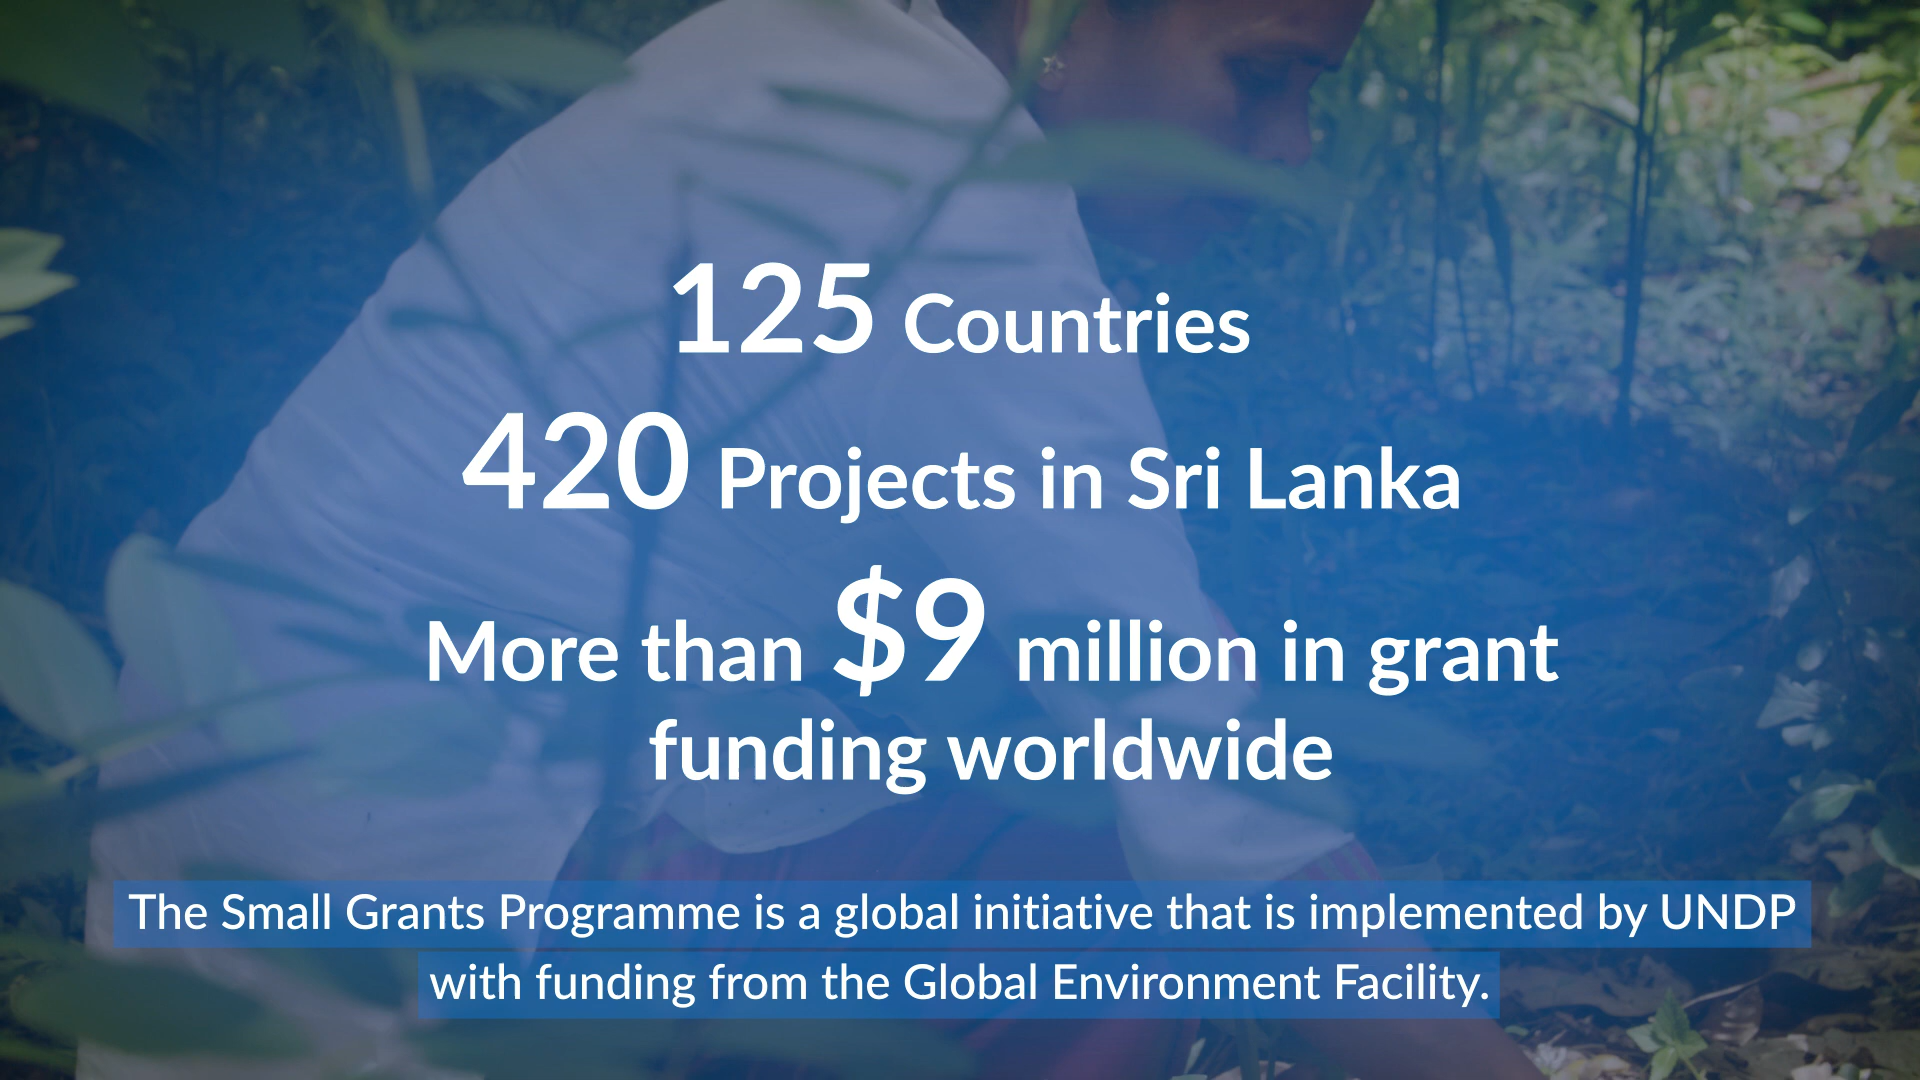 125 Countries
420 Projects in Sri Lanka
More than $9 million in grant
funding worldwide
The Small Grants Programme is a global initiative that is implemented by UNDP
with funding from the Global Environment Facility.